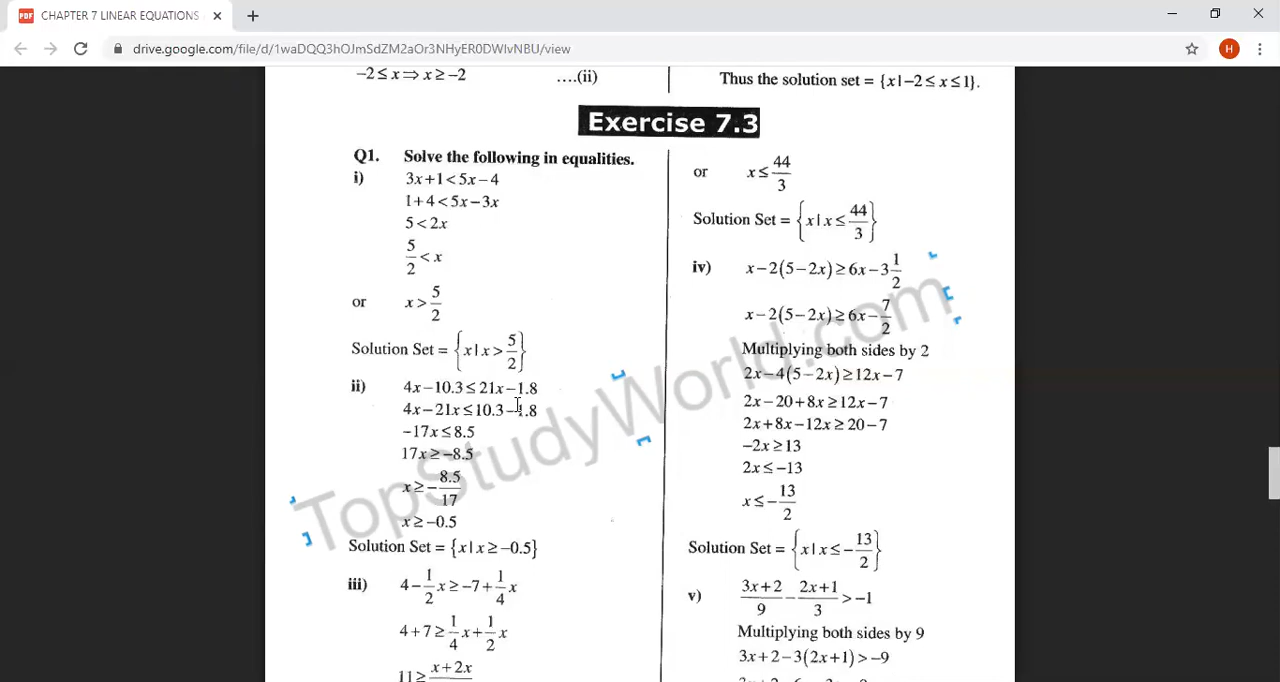 CHAPTER 7 LINEAR EQUATIONS
drive.google.com/file/d/1waDQQ3hOJmSdZM2aOr3NHyER0DWlvNBU/view
H
−2 ≤ x ⇒ x ≥ −2 ....(ii)
Thus the solution set = {x | −2 ≤ x ≤ 1}.
Exercise 7.3
Q1. Solve the following in equalities.
i) 3x+1 < 5x−4
1+4 < 5x−3x
5 < 2x
5/2 < x
or x > 5/2
Solution Set = {x | x > 5/2}
ii) 4x−10.3 ≤ 21x−1.8
4x−21x ≤ 10.3−1.8
−17x ≤ 8.5
17x ≥ −8.5
x ≥ −8.5/17
x ≥ −0.5
Solution Set = {x | x ≥ −0.5}
iii) 4−1/2x ≥ −7+1/4x
4+7 ≥ 1/4x+1/2x
11 ≥ x+2x
or x ≤ 44/3
Solution Set = {x | x ≤ 44/3}
iv) x−2(5−2x) ≥ 6x−3 1/2
x−2(5−2x) ≥ 6x−7/2
Multiplying both sides by 2
2x−4(5−2x) ≥ 12x−7
2x−20+8x ≥ 12x−7
2x+8x−12x ≥ 20−7
−2x ≥ 13
2x ≤ −13
x ≤ −13/2
Solution Set = {x | x ≤ −13/2}
v) (3x+2)/9 − (2x+1)/3 > −1
Multiplying both sides by 9
3x+2−3(2x+1) > −9
TopStudyWorld.com